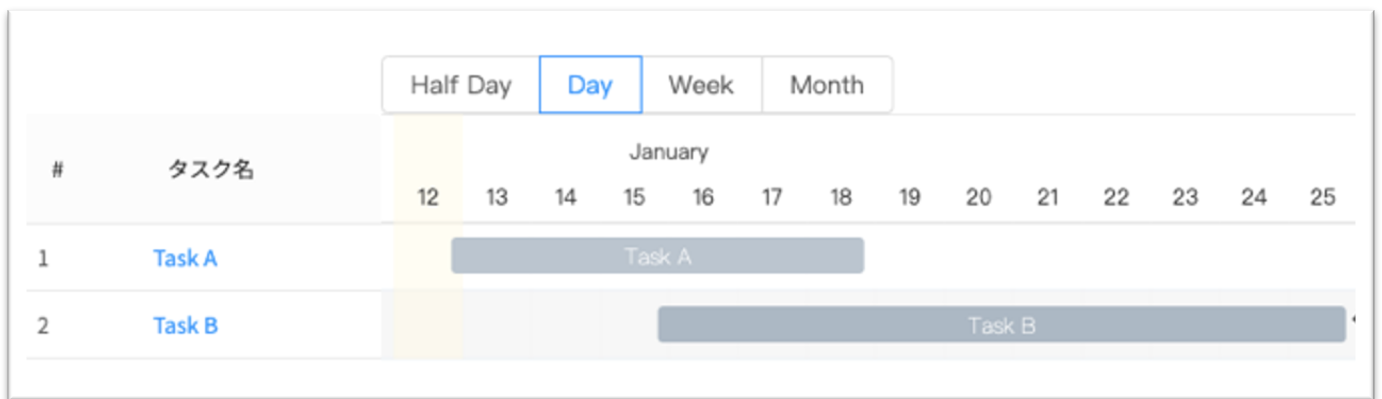 Half Day Day Week Month
# タスク名 January
12 13 14 15 16 17 18 19 20 21 22 23 24 25
1 Task A Task A
2 Task B Task B